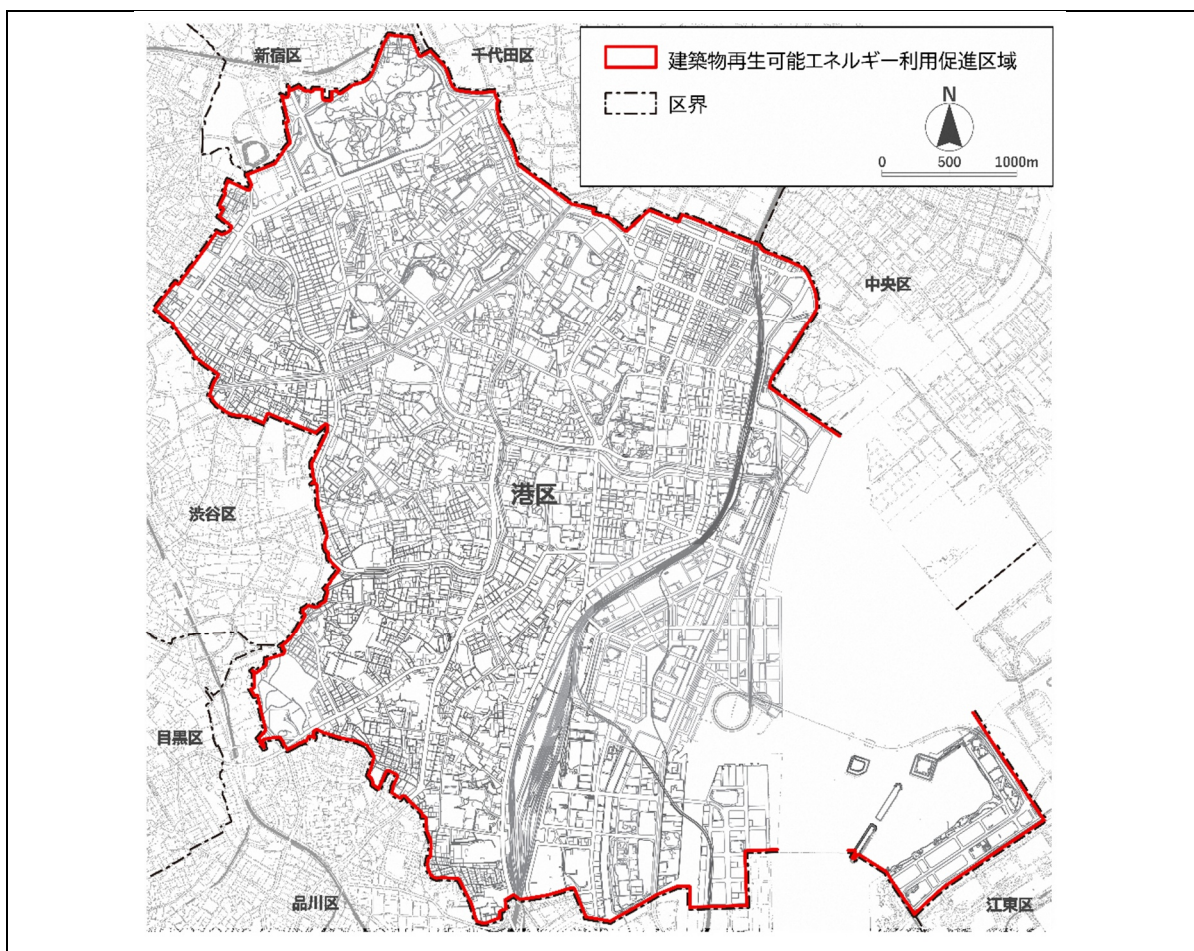 新宿区
千代田区
建築物再生可能エネルギー利用促進区域
区界
N
0 500 1000m
中央区
港区
渋谷区
目黒区
品川区
江東区